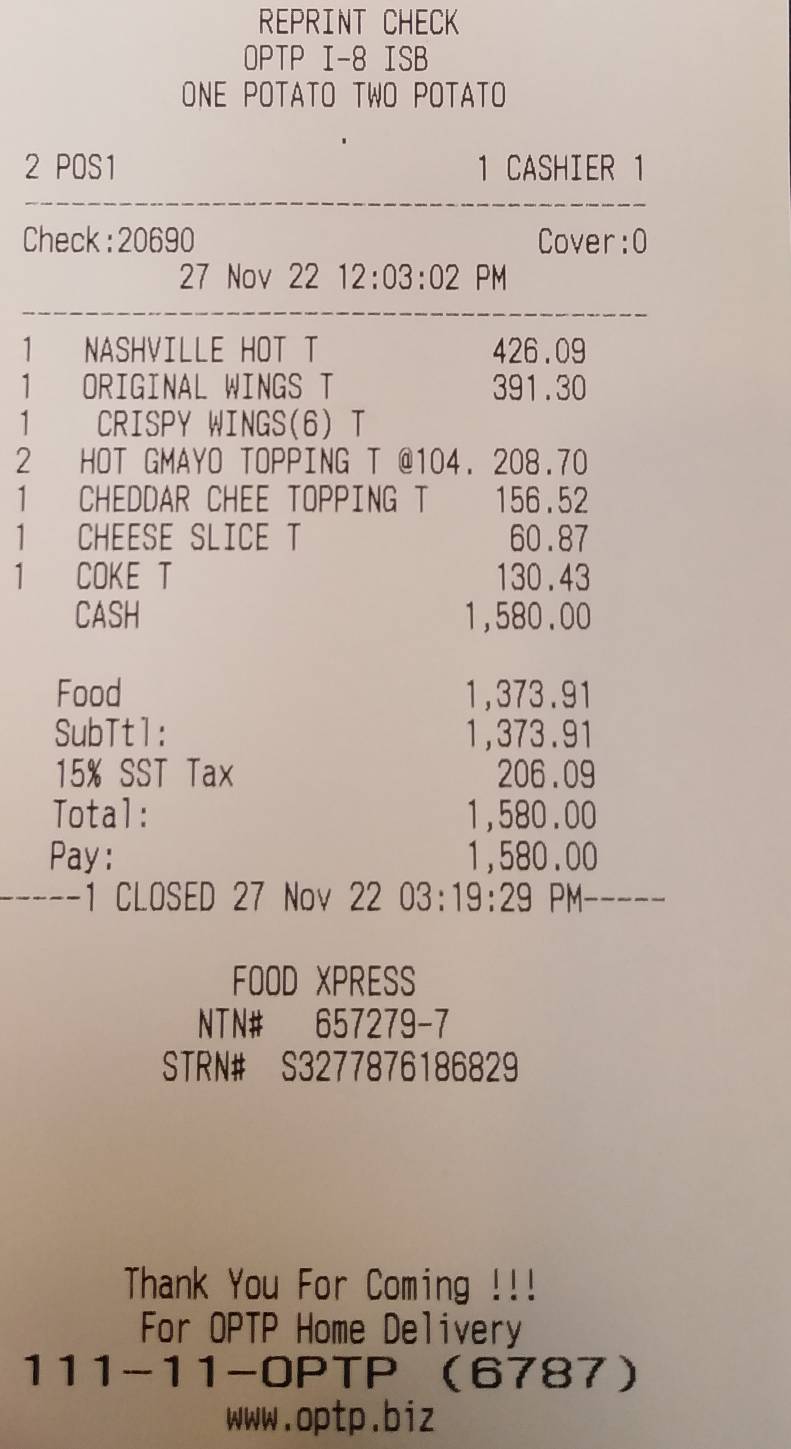 REPRINT CHECK
OPTP I-8 ISB
ONE POTATO TWO POTATO
2 POS1 1 CASHIER 1
Check:20690 Cover:0
27 Nov 22 12:03:02 PM
1 NASHVILLE HOT T 426.09
1 ORIGINAL WINGS T 391.30
1 CRISPY WINGS(6) T
2 HOT GMAYO TOPPING T @104. 208.70
1 CHEDDAR CHEE TOPPING T 156.52
1 CHEESE SLICE T 60.87
1 COKE T 130.43
CASH 1,580.00
Food 1,373.91
SubTtl: 1,373.91
15% SST Tax 206.09
Total: 1,580.00
Pay: 1,580.00
-----1 CLOSED 27 Nov 22 03:19:29 PM-----
FOOD XPRESS
NTN# 657279-7
STRN# S3277876186829
Thank You For Coming !!!
For OPTP Home Delivery
111-11-OPTP (6787)
www.optp.biz